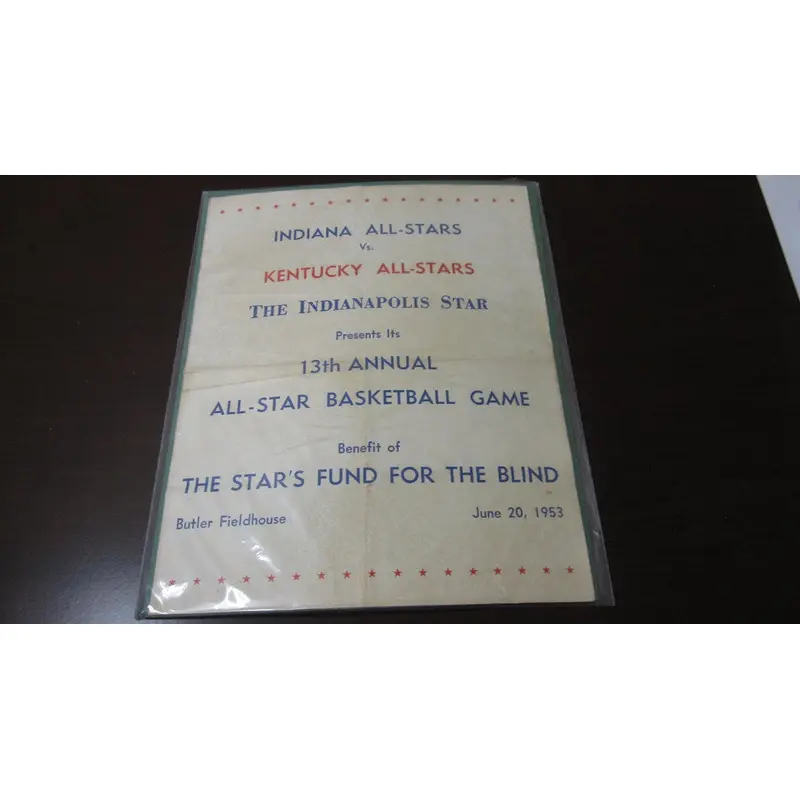 INDIANA ALL-STARS
Vs.
KENTUCKY ALL-STARS
THE INDIANAPOLIS STAR
Presents Its
13th ANNUAL
ALL-STAR BASKETBALL GAME
Benefit of
THE STAR'S FUND FOR THE BLIND
Butler Fieldhouse June 20, 1953